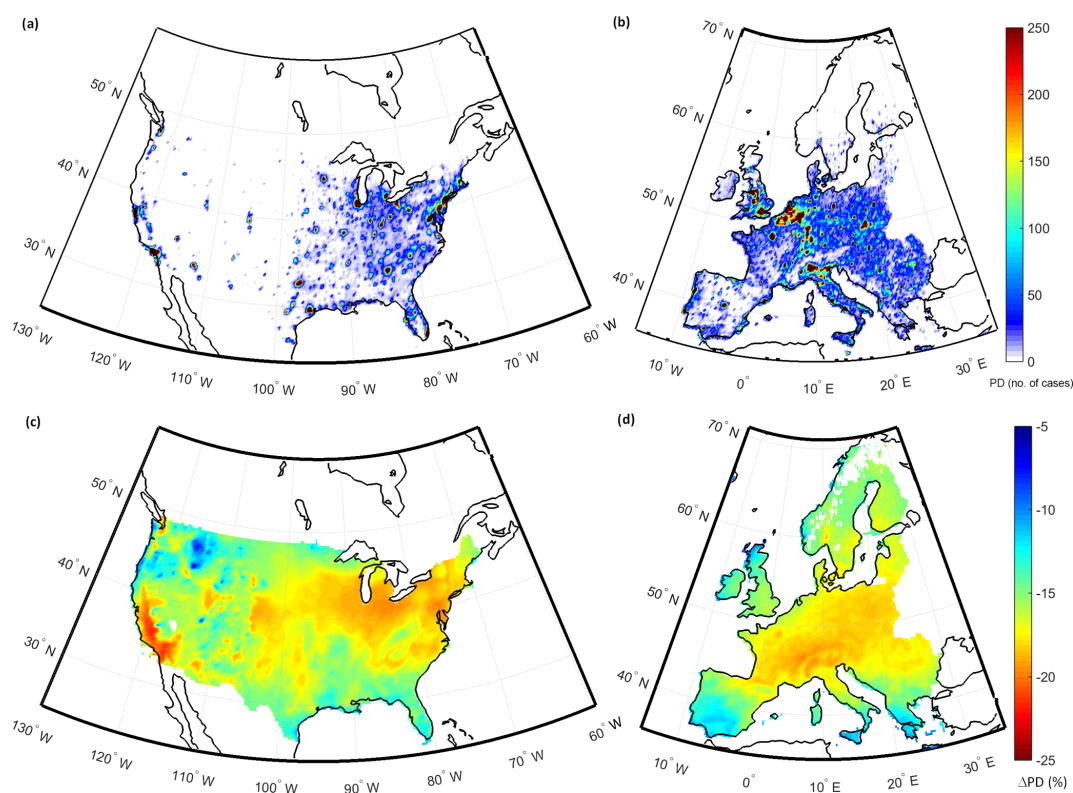 (a)
50° N
40° N
30° N
130° W
120° W
110° W
100° W
90° W
80° W
70° W
60° W
(b)
70° N
60° N
50° N
40° N
10° W
0°
10° E
20° E
30° E
250
200
150
100
50
0
PD (no. of cases)
(c)
50° N
40° N
30° N
130° W
120° W
110° W
100° W
90° W
80° W
70° W
60° W
(d)
70° N
60° N
50° N
40° N
10° W
0°
10° E
20° E
30° E
-5
-10
-15
-20
-25
ΔPD (%)